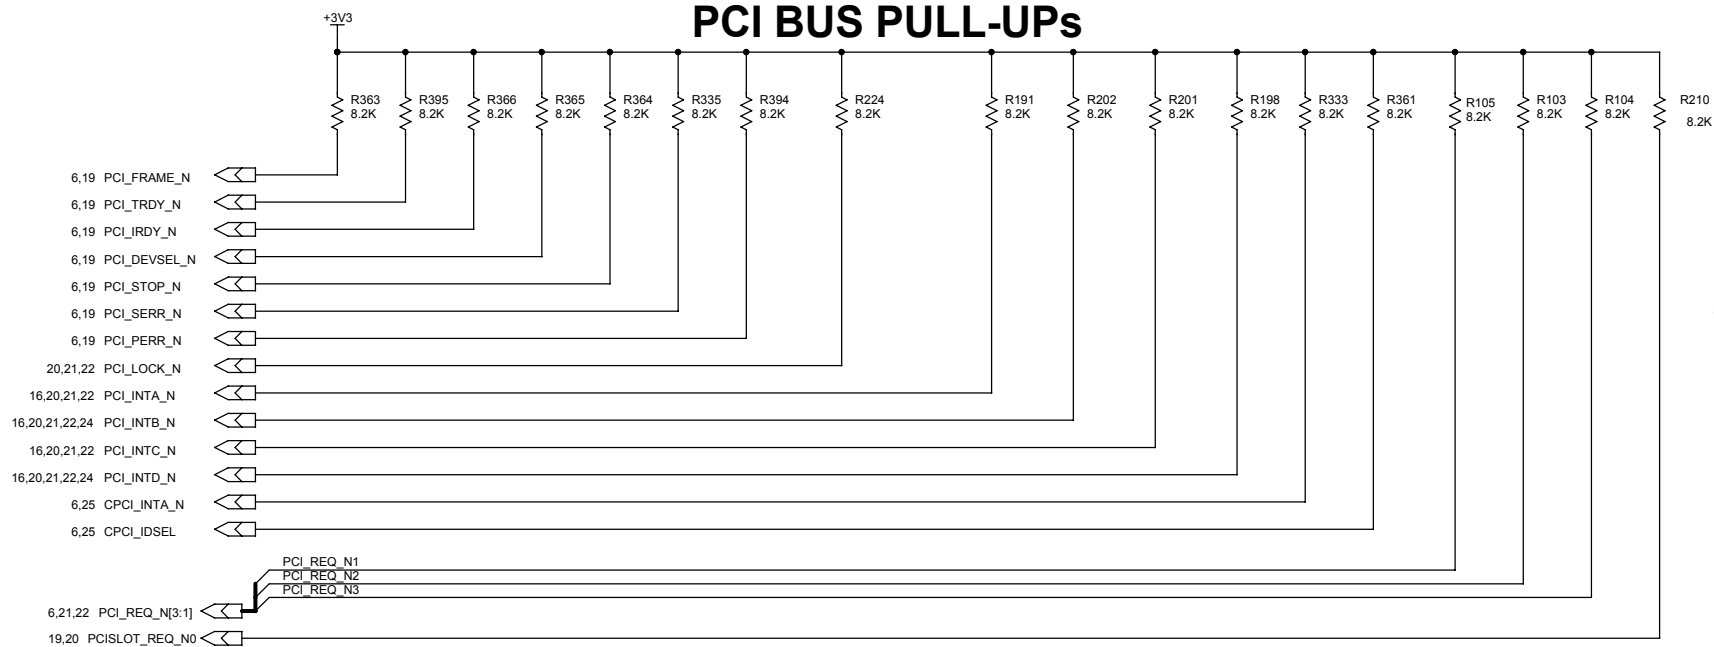 PCI BUS PULL-UPs
+3V3
R363
8.2K
R395
8.2K
R366
8.2K
R365
8.2K
R364
8.2K
R335
8.2K
R394
8.2K
R224
8.2K
R191
8.2K
R202
8.2K
R201
8.2K
R198
8.2K
R333
8.2K
R361
8.2K
R105
8.2K
R103
8.2K
R104
8.2K
R210
8.2K
6,19 PCI_FRAME_N
6,19 PCI_TRDY_N
6,19 PCI_IRDY_N
6,19 PCI_DEVSEL_N
6,19 PCI_STOP_N
6,19 PCI_SERR_N
6,19 PCI_PERR_N
20,21,22 PCI_LOCK_N
16,20,21,22 PCI_INTA_N
16,20,21,22,24 PCI_INTB_N
16,20,21,22 PCI_INTC_N
16,20,21,22,24 PCI_INTD_N
6,25 CPCI_INTA_N
6,25 CPCI_IDSEL
PCI_REQ_N1
PCI_REQ_N2
PCI_REQ_N3
6,21,22 PCI_REQ_N[3:1]
19,20 PCISLOT_REQ_N0